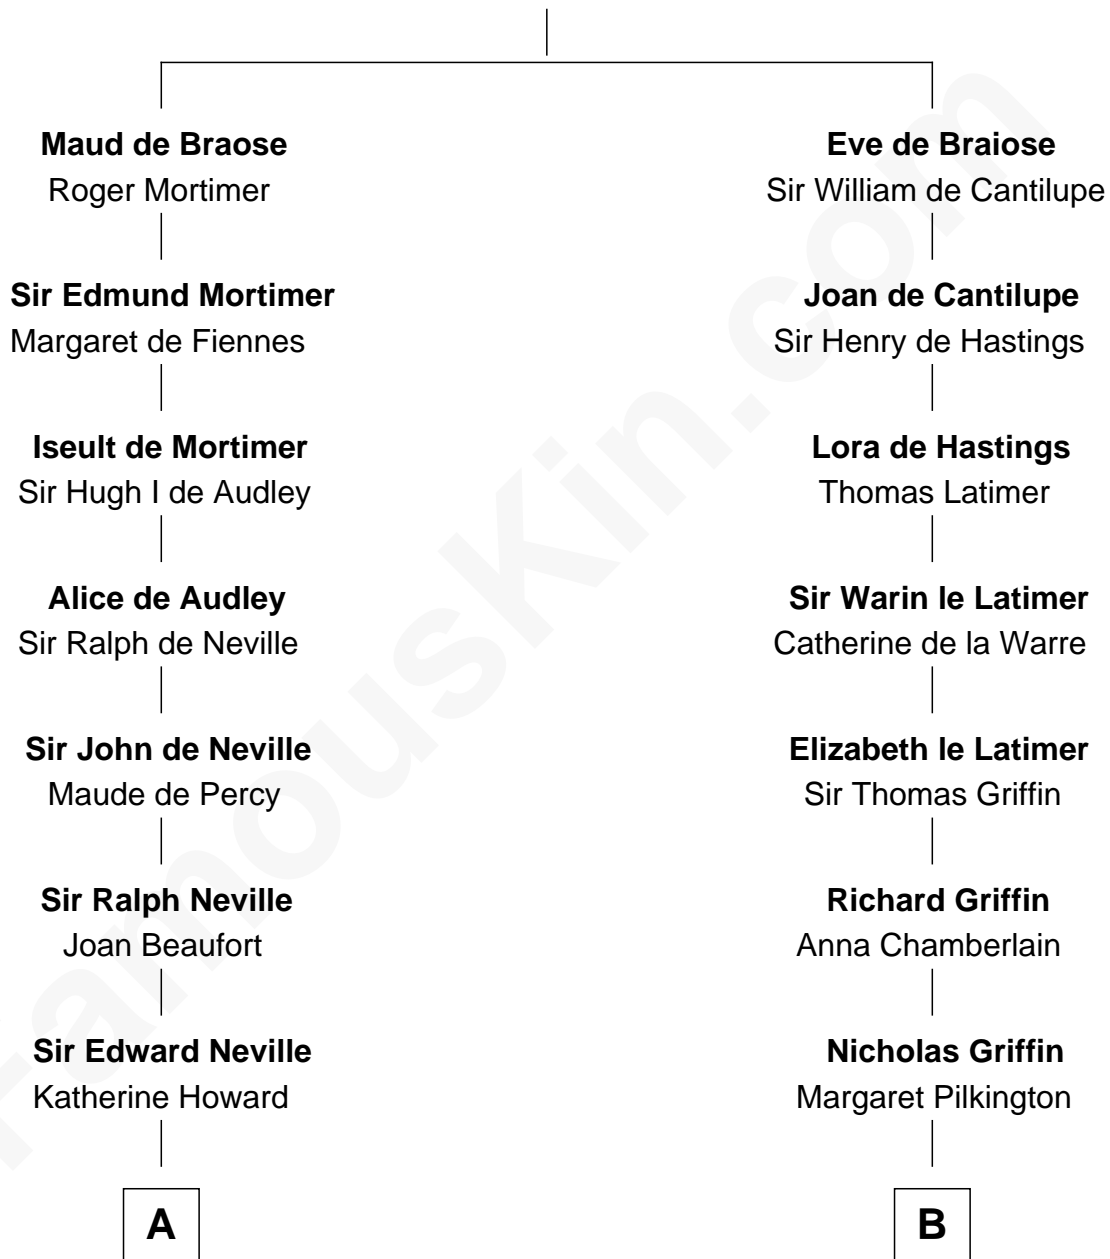 Maud de Braose
Roger Mortimer
Sir Edmund Mortimer
Margaret de Fiennes
Iseult de Mortimer
Sir Hugh I de Audley
Alice de Audley
Sir Ralph de Neville
Sir John de Neville
Maude de Percy
Sir Ralph Neville
Joan Beaufort
Sir Edward Neville
Katherine Howard
A
Eve de Braiose
Sir William de Cantilupe
Joan de Cantilupe
Sir Henry de Hastings
Lora de Hastings
Thomas Latimer
Sir Warin le Latimer
Catherine de la Warre
Elizabeth le Latimer
Sir Thomas Griffin
Richard Griffin
Anna Chamberlain
Nicholas Griffin
Margaret Pilkington
B
FamousKin.com